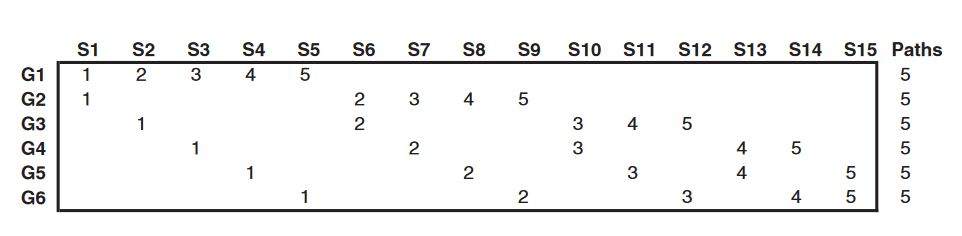 S1 S2 S3 S4 S5 S6 S7 S8 S9 S10 S11 S12 S13 S14 S15 Paths
G1 1 2 3 4 5 5
G2 1 2 3 4 5 5
G3 1 2 3 4 5 5
G4 1 2 3 4 5 5
G5 1 2 3 4 5 5
G6 1 2 3 4 5 5